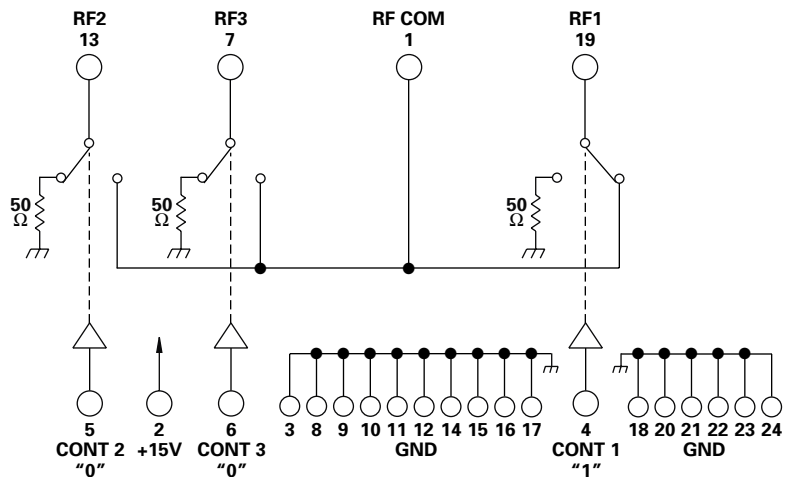 RF2 RF3 RF COM RF1
13 7 1 19
50 Ω 50 Ω 50 Ω
5 2 6 3 8 9 10 11 12 14 15 16 17 4 18 20 21 22 23 24
CONT 2 +15V CONT 3 GND CONT 1 GND
“0” “0” “1”